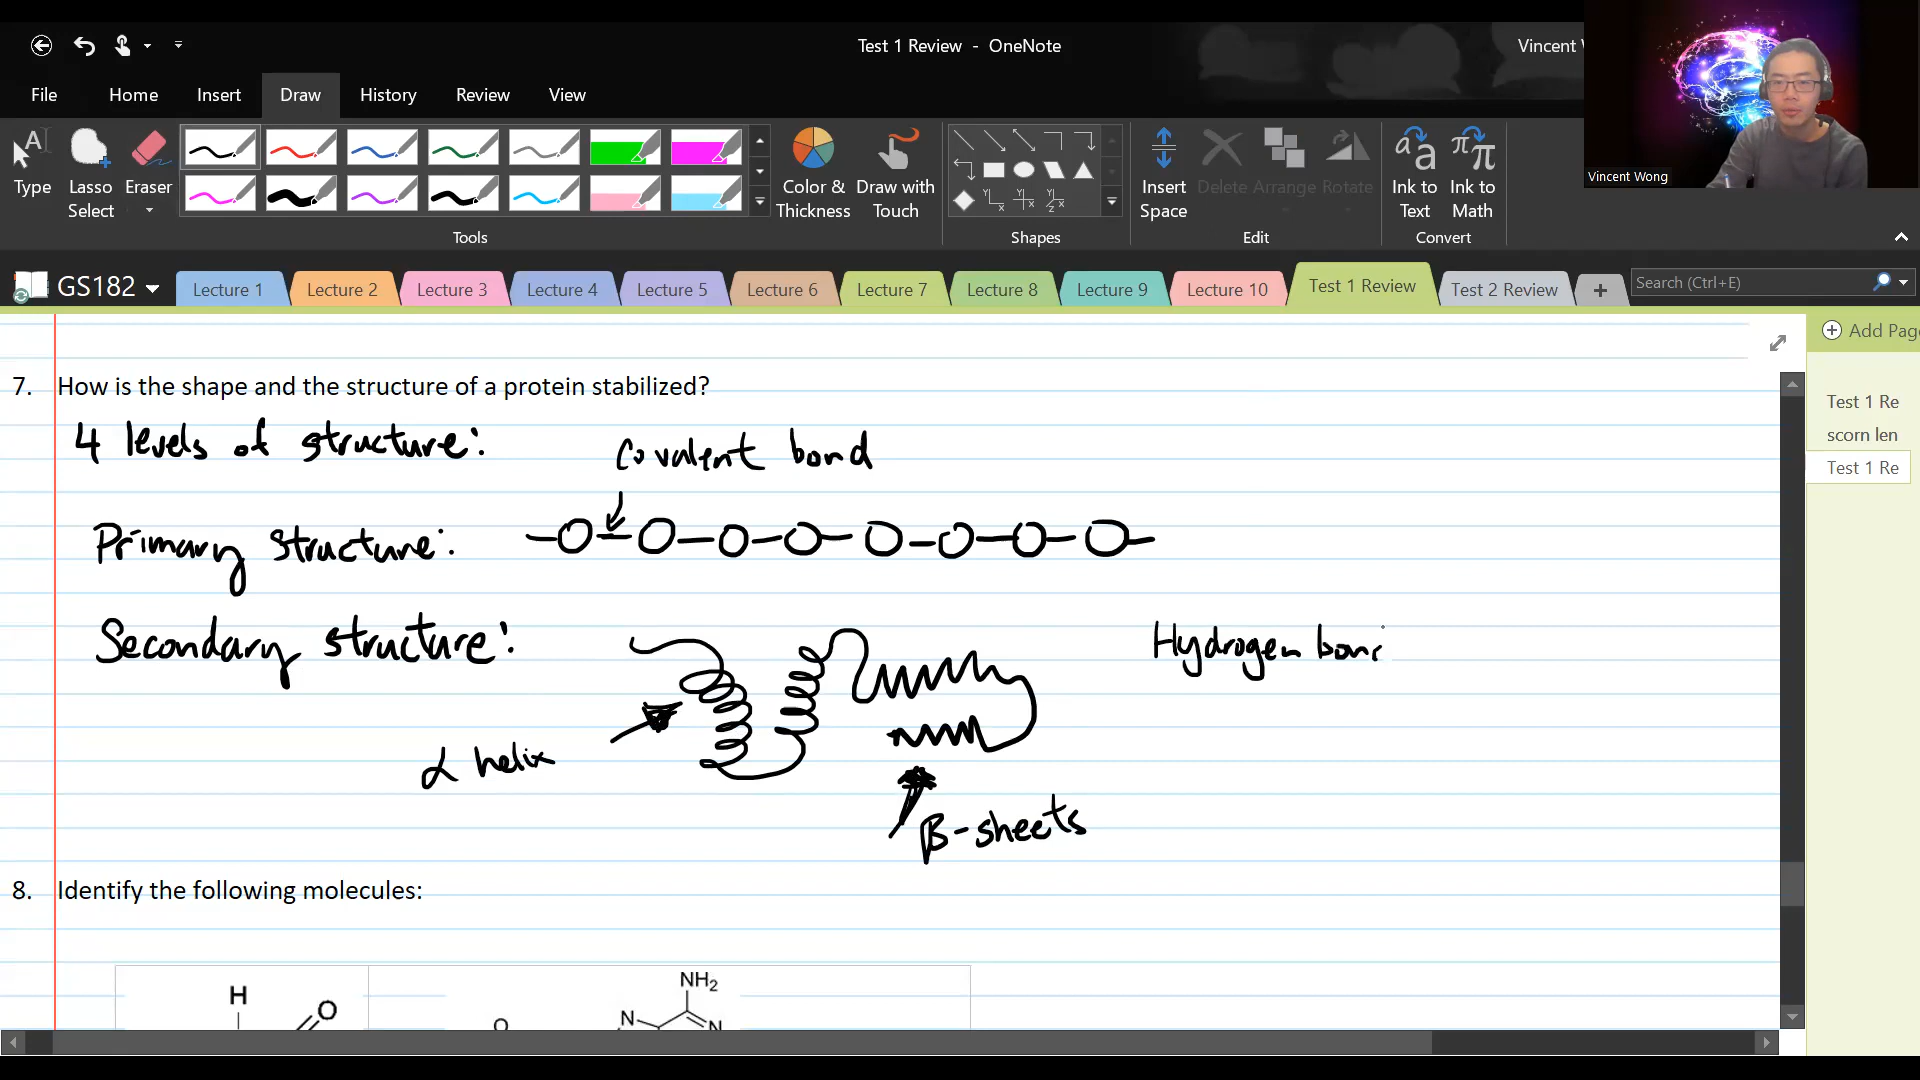 Test 1 Review - OneNote
Vincent W
File Home Insert Draw History Review View
Type
Lasso Select
Eraser
Color & Thickness
Draw with Touch
Insert Space
Delete
Arrange
Rotate
Ink to Text
Ink to Math
Tools
Shapes
Edit
Convert
Vincent Wong
GS182
Lecture 1
Lecture 2
Lecture 3
Lecture 4
Lecture 5
Lecture 6
Lecture 7
Lecture 8
Lecture 9
Lecture 10
Test 1 Review
Test 2 Review
Search (Ctrl+E)
Add Page
Test 1 Re
scorn len
Test 1 Re
7. How is the shape and the structure of a protein stabilized?
4 levels of structure:
Covalent bond
Primary structure:
Secondary structure:
Hydrogen bon
α helix
β-sheets
8. Identify the following molecules:
NH2
H
O
O
N
N